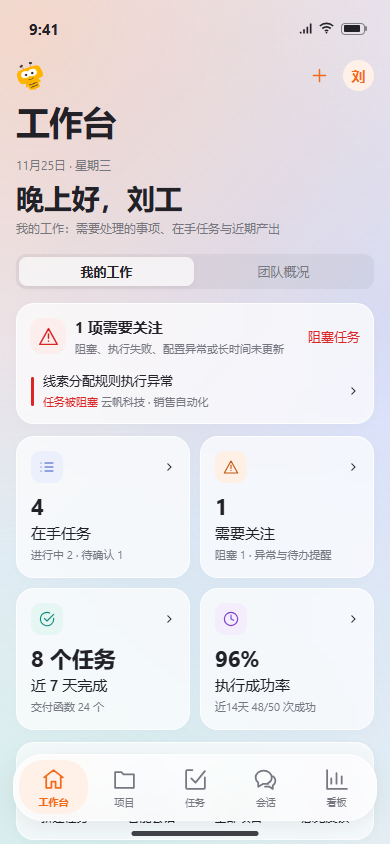 9:41
刘
工作台
11月25日 · 星期三
晚上好，刘工
我的工作：需要处理的事项、在手任务与近期产出
我的工作
团队概况
1 项需要关注
阻塞、执行失败、配置异常或长时间未更新
阻塞任务
线索分配规则执行异常
任务被阻塞 云帆科技 · 销售自动化
4
在手任务
进行中 2 · 待确认 1
1
需要关注
阻塞 1 · 异常与待办提醒
8 个任务
近 7 天完成
交付函数 24 个
96%
执行成功率
近14天 48/50 次成功
工作台
项目
任务
会话
看板